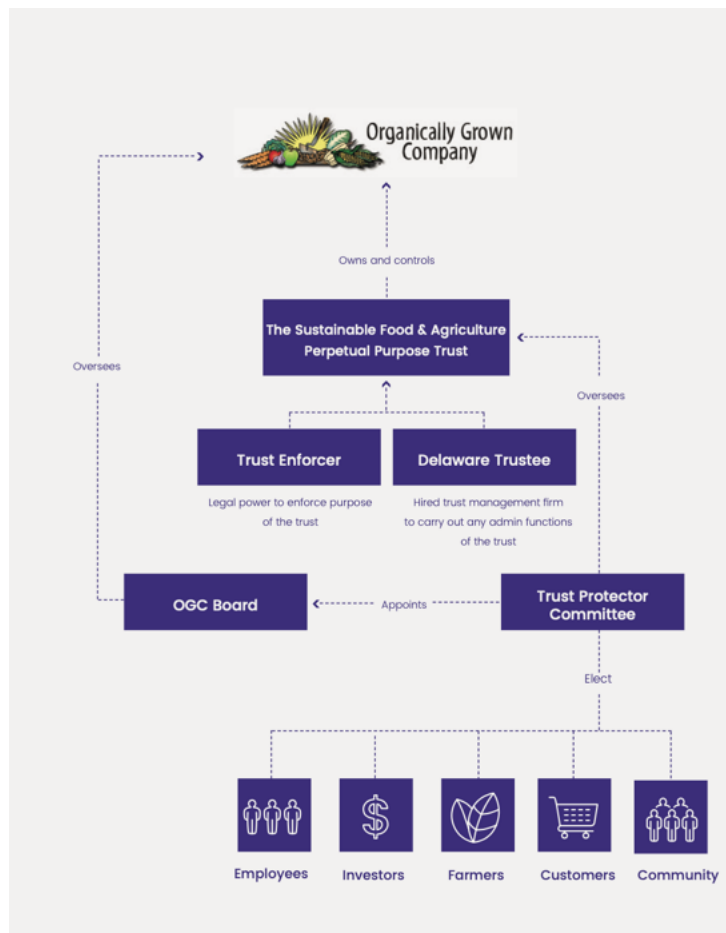 Organically Grown
Company
Owns and controls
The Sustainable Food & Agriculture
Perpetual Purpose Trust
Oversees
Oversees
Trust Enforcer
Delaware Trustee
Legal power to enforce purpose
of the trust
Hired trust management firm
to carry out any admin functions
of the trust
OGC Board
Appoints
Trust Protector
Committee
Elect
$
Employees
Investors
Farmers
Customers
Community